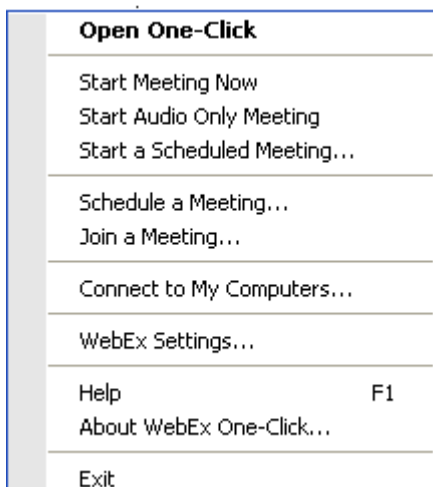 Open One-Click
Start Meeting Now
Start Audio Only Meeting
Start a Scheduled Meeting...
Schedule a Meeting...
Join a Meeting...
Connect to My Computers...
WebEx Settings...
Help F1
About WebEx One-Click...
Exit